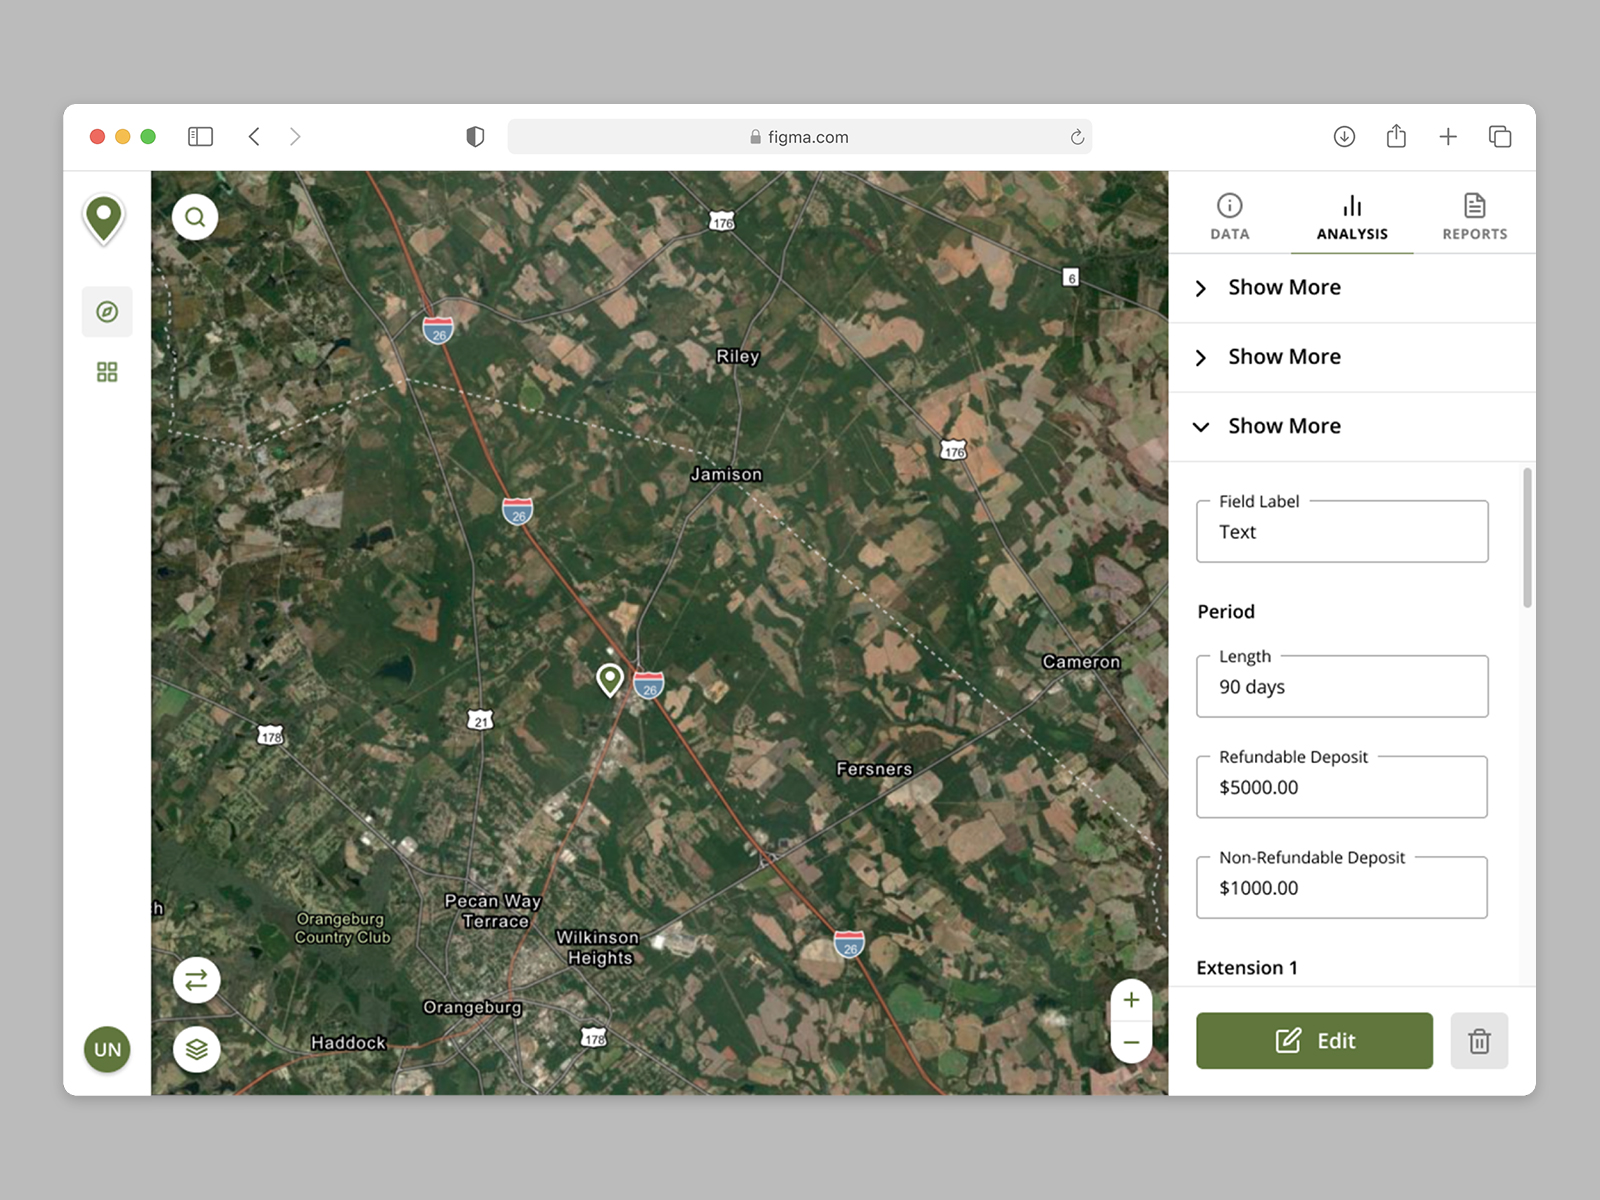 figma.com
DATA
ANALYSIS
REPORTS
Show More
Show More
Show More
Field Label
Text
Period
Length
90 days
Refundable Deposit
$5000.00
Non-Refundable Deposit
$1000.00
Extension 1
Edit
UN
176
6
26
Riley
176
Jamison
26
Cameron
26
21
178
Fersners
Pecan Way
Terrace
h
Orangeburg
Country Club
Wilkinson
Heights
26
Orangeburg
178
Haddock